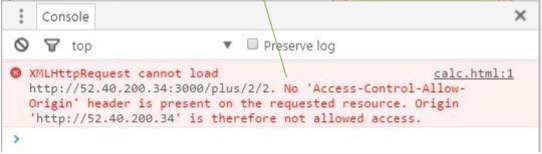 Console
top
Preserve log
XMLHttpRequest cannot load calc.html:1
http://52.40.200.34:3000/plus/2/2. No 'Access-Control-Allow-
Origin' header is present on the requested resource. Origin
'http://52.40.200.34' is therefore not allowed access.